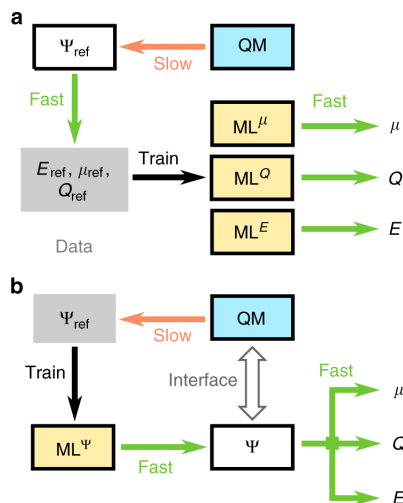 a
Ψref
QM
Slow
Fast
MLμ
Fast
μ
Eref, μref,
Qref
Train
MLQ
Q
Data
MLE
E
b
Ψref
QM
Slow
Train
Interface
Fast
μ
MLΨ
Fast
Ψ
Q
E